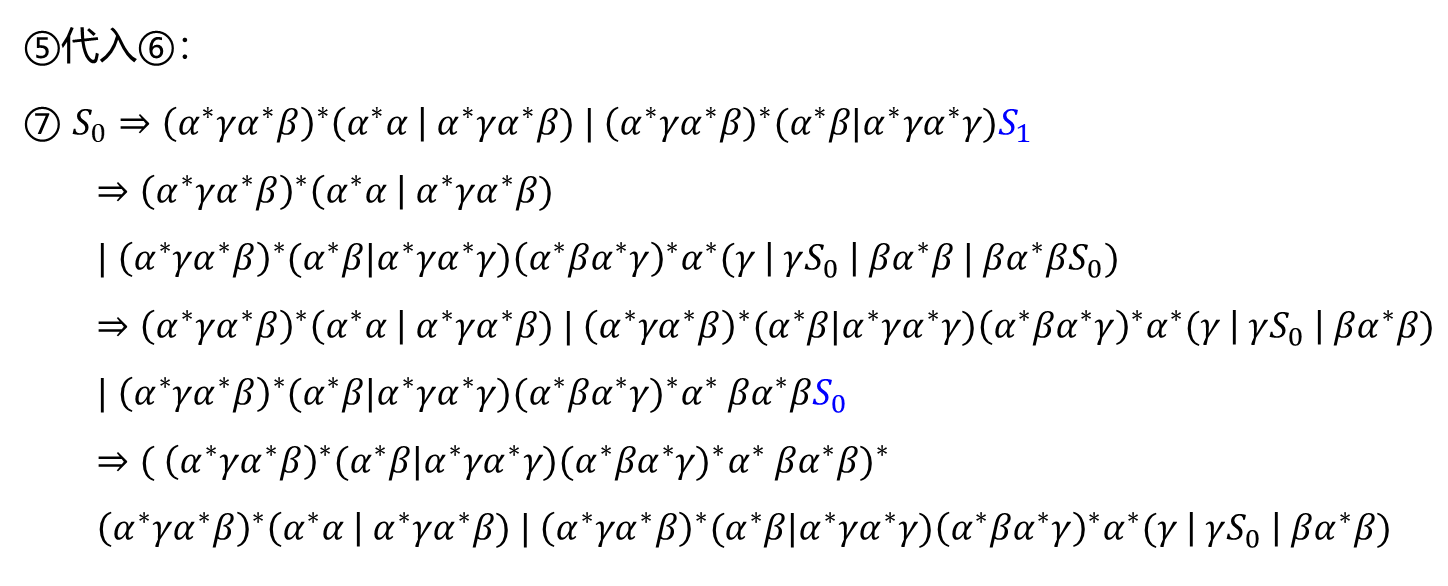 ⑤代入⑥:
⑦ S₀ ⇒ (α*γα*β)*(α*α | α*γα*β) | (α*γα*β)*(α*β|α*γα*γ)S₁
⇒ (α*γα*β)*(α*α | α*γα*β)
| (α*γα*β)*(α*β|α*γα*γ)(α*βα*γ)*α*(γ | γS₀ | βα*β | βα*βS₀)
⇒ (α*γα*β)*(α*α | α*γα*β) | (α*γα*β)*(α*β|α*γα*γ)(α*βα*γ)*α*(γ | γS₀ | βα*β)
| (α*γα*β)*(α*β|α*γα*γ)(α*βα*γ)*α* βα*βS₀
⇒ ( (α*γα*β)*(α*β|α*γα*γ)(α*βα*γ)*α* βα*β)*
(α*γα*β)*(α*α | α*γα*β) | (α*γα*β)*(α*β|α*γα*γ)(α*βα*γ)*α*(γ | γS₀ | βα*β)